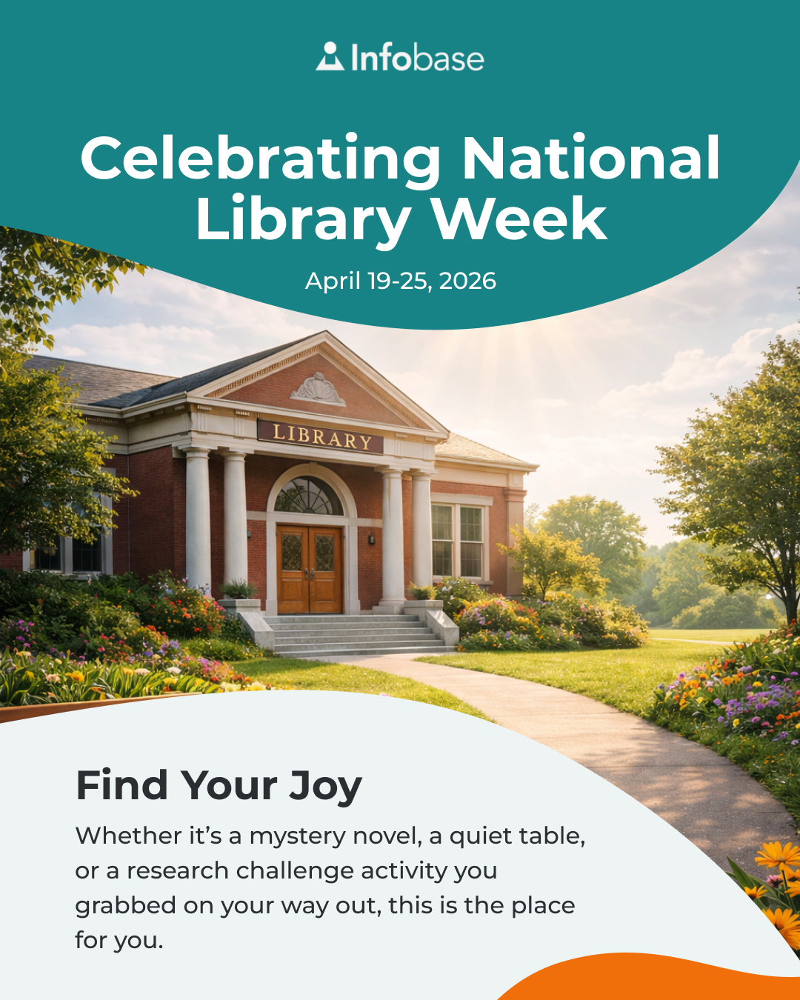 Infobase
Celebrating National
Library Week
April 19-25, 2026
LIBRARY
Find Your Joy
Whether it’s a mystery novel, a quiet table,
or a research challenge activity you
grabbed on your way out, this is the place
for you.